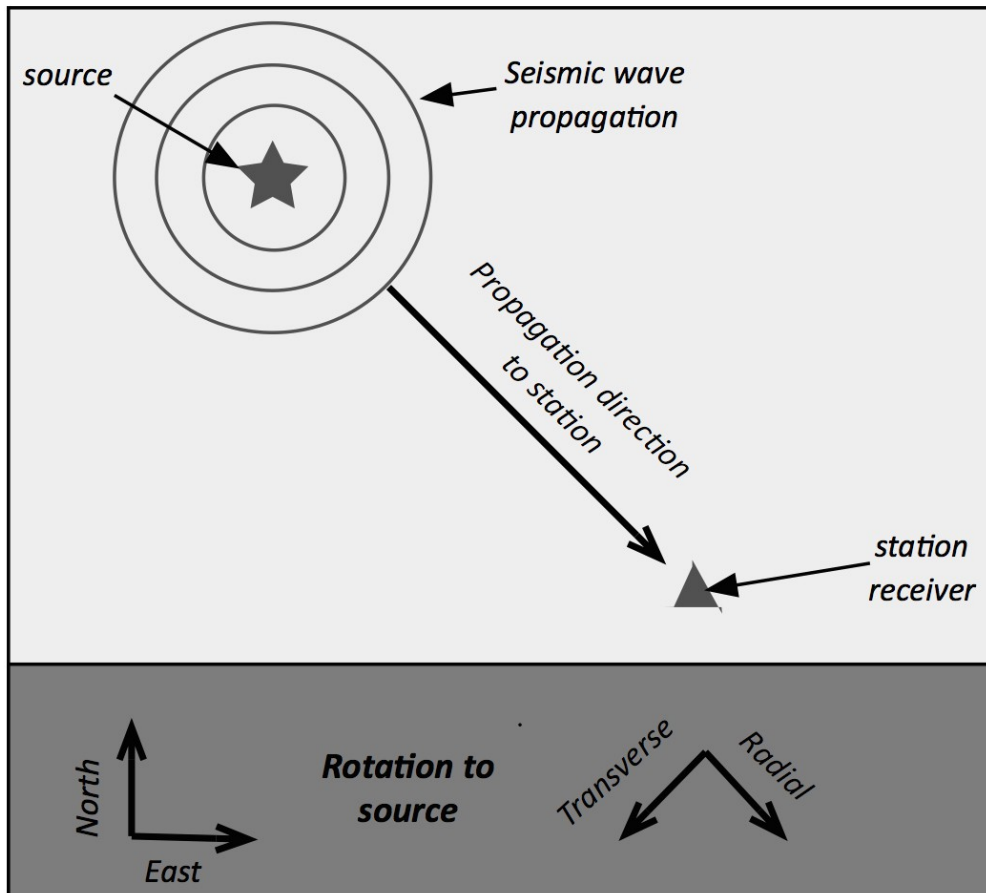 source
Seismic wave
propagation
Propagation direction
to station
station
receiver
North
East
Rotation to
source
Transverse
Radial